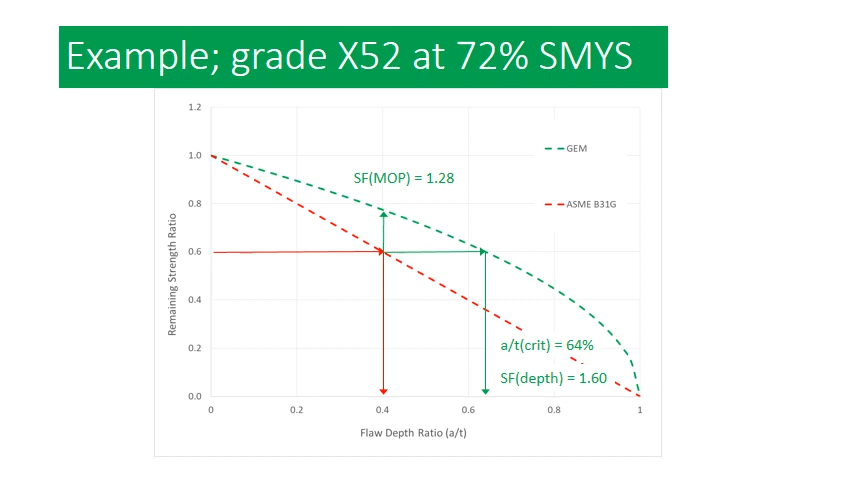 Example; grade X52 at 72% SMYS
1.2
1.0
0.8
0.6
0.4
0.2
0.0
Remaining Strength Ratio
GEM
SF(MOP) = 1.28
ASME B31G
a/t(crit) = 64%
SF(depth) = 1.60
0 0.2 0.4 0.6 0.8 1
Flaw Depth Ratio (a/t)